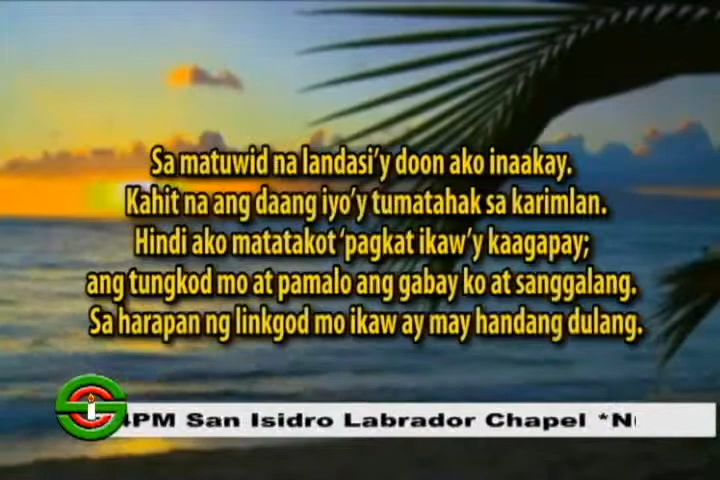 Sa matuwid na landasi'y doon ako inaakay.
Kahit na ang daang iyo'y tumatahak sa karimlan.
Hindi ako matatakot 'pagkat ikaw'y kaagapay;
ang tungkod mo at pamalo ang gabay ko at sanggalang.
Sa harapan ng linkgod mo ikaw ay may handang dulang.
4PM San Isidro Labrador Chapel